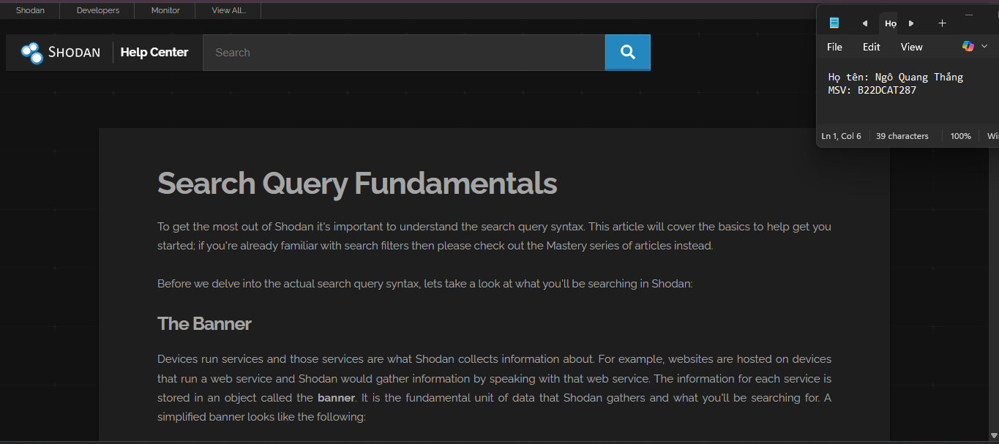 Shodan Developers Monitor View All...
SHODAN Help Center Search
Họ
File Edit View
Họ tên: Ngô Quang Thắng
MSV: B22DCAT287
Ln 1, Col 6 39 characters 100%
Search Query Fundamentals
To get the most out of Shodan it's important to understand the search query syntax. This article will cover the basics to help get you
started; if you're already familiar with search filters then please check out the Mastery series of articles instead.
Before we delve into the actual search query syntax, lets take a look at what you'll be searching in Shodan:
The Banner
Devices run services and those services are what Shodan collects information about. For example, websites are hosted on devices
that run a web service and Shodan would gather information by speaking with that web service. The information for each service is
stored in an object called the banner. It is the fundamental unit of data that Shodan gathers and what you'll be searching for. A
simplified banner looks like the following: